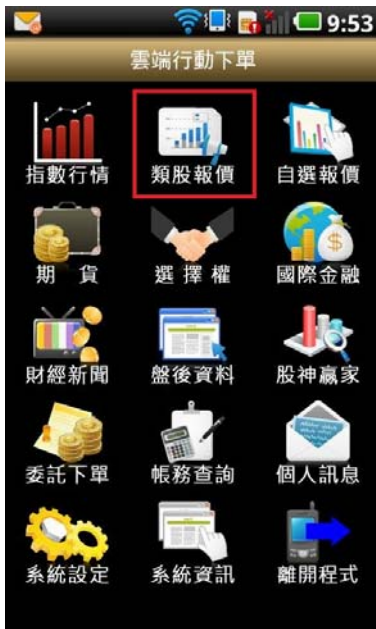 9:53
雲端行動下單
指數行情 類股報價 自選報價
期 貨 選 擇 權 國際金融
財經新聞 盤後資料 股神贏家
委託下單 帳務查詢 個人訊息
系統設定 系統資訊 離開程式